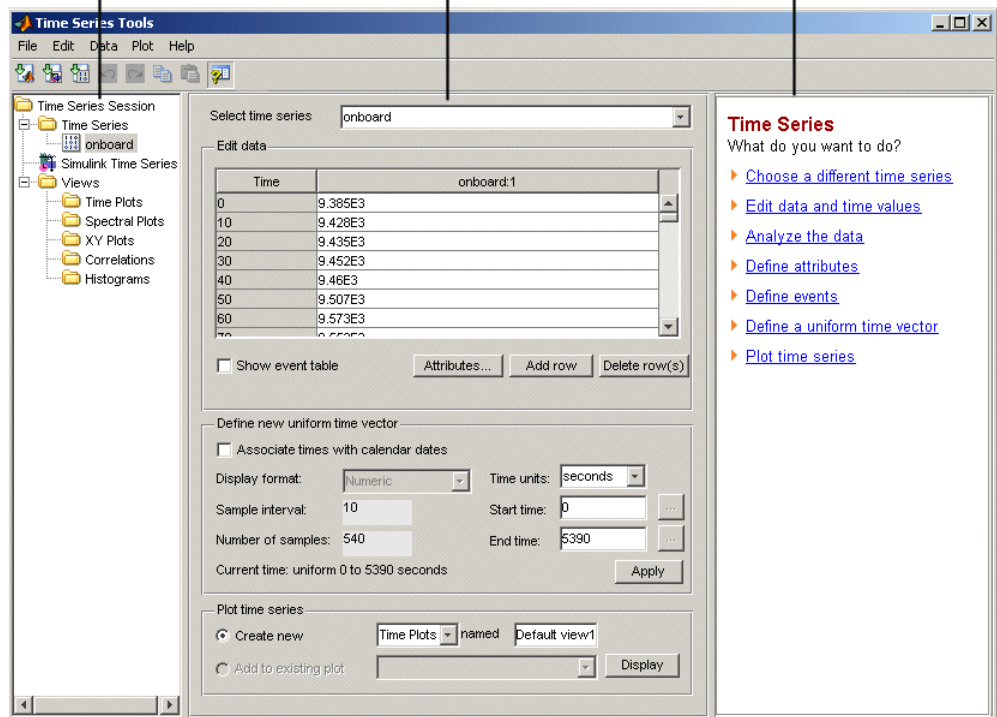 Time Series Tools
File Edit Data Plot Help
Time Series Session
Time Series
onboard
Simulink Time Series
Views
Time Plots
Spectral Plots
XY Plots
Correlations
Histograms
Select time series onboard
Edit data
Time onboard:1
0 9.385E3
10 9.428E3
20 9.435E3
30 9.452E3
40 9.46E3
50 9.507E3
60 9.573E3
Show event table Attributes... Add row Delete row(s)
Define new uniform time vector
Associate times with calendar dates
Display format: Numeric Time units: seconds
Sample interval: 10 Start time: 0 ...
Number of samples: 540 End time: 5390 ...
Current time: uniform 0 to 5390 seconds Apply
Plot time series
Create new Time Plots named Default view1
Add to existing plot Display
Time Series
What do you want to do?
Choose a different time series
Edit data and time values
Analyze the data
Define attributes
Define events
Define a uniform time vector
Plot time series